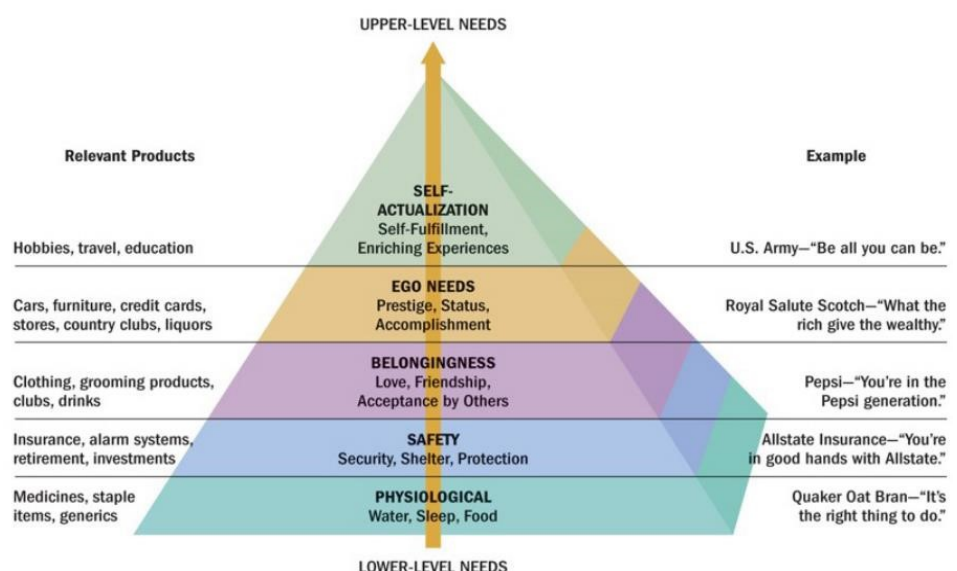 UPPER-LEVEL NEEDS
Relevant Products
Example
SELF-
ACTUALIZATION
Self-Fulfillment,
Enriching Experiences
Hobbies, travel, education
U.S. Army—“Be all you can be.”
EGO NEEDS
Prestige, Status,
Accomplishment
Cars, furniture, credit cards,
stores, country clubs, liquors
Royal Salute Scotch—“What the
rich give the wealthy.”
BELONGINGNESS
Love, Friendship,
Acceptance by Others
Clothing, grooming products,
clubs, drinks
Pepsi—“You’re in the
Pepsi generation.”
SAFETY
Security, Shelter, Protection
Insurance, alarm systems,
retirement, investments
Allstate Insurance—“You’re
in good hands with Allstate.”
PHYSIOLOGICAL
Water, Sleep, Food
Medicines, staple
items, generics
Quaker Oat Bran—“It’s
the right thing to do.”
LOWER-LEVEL NEEDS